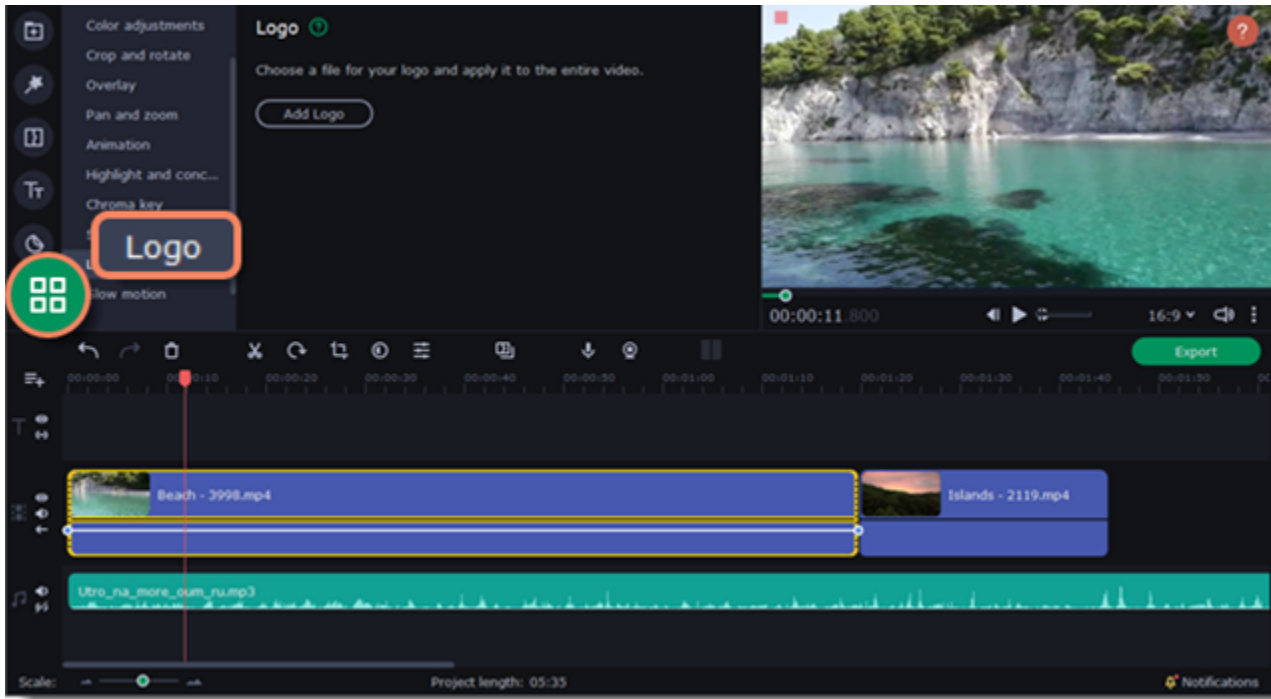 Color adjustments
Crop and rotate
Overlay
Pan and zoom
Animation
Highlight and conc...
Chroma key
Logo
Slow motion
Logo ?
Choose a file for your logo and apply it to the entire video.
Add Logo
?
00:00:11.800
16:9
Export
00:00:00 00:00:10 00:00:20 00:00:30 00:00:40 00:00:50 00:01:00 00:01:10 00:01:20 00:01:30 00:01:40 00:01:50
Beach - 3998.mp4
Islands - 2119.mp4
Utro_na_more_oum_ru.mp3
Scale:
Project length: 05:35
Notifications